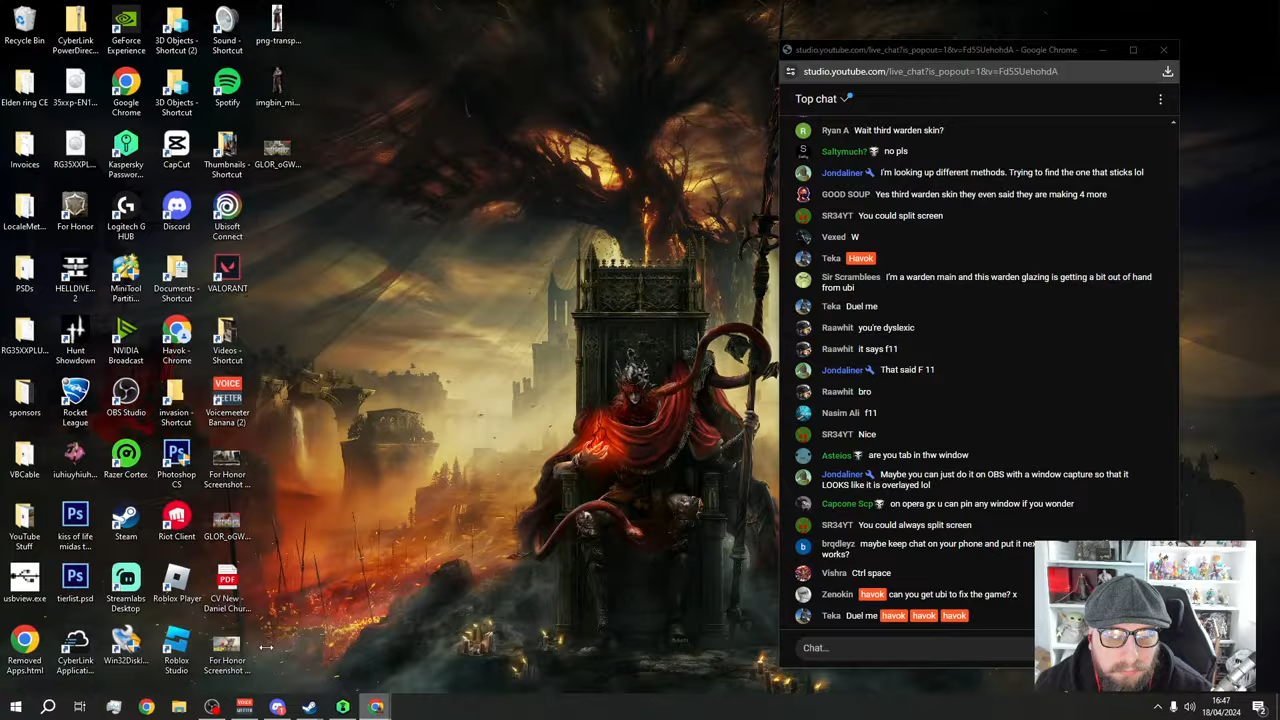 studio.youtube.com/live_chat?is_popout=1&v=Fd5SUehohdA - Google Chrome
studio.youtube.com/live_chat?is_popout=1&v=Fd5SUehohdA
Top chat
Ryan A Wait third warden skin?
Saltymuch? no pls
Jondaliner I'm looking up different methods. Trying to find the one that sticks lol
GOOD SOUP Yes third warden skin they even said they are making 4 more
SR34YT You could split screen
Vexed W
Teka Havok
Sir Scramblees I'm a warden main and this warden glazing is getting a bit out of hand
from ubi
Teka Duel me
Raawhit you're dyslexic
Raawhit it says f11
Jondaliner That said F 11
Raawhit bro
Nasim Ali f11
SR34YT Nice
Asteios are you tab in thw window
Jondaliner Maybe you can just do it on OBS with a window capture so that it
LOOKS like it is overlayed lol
Capcone Scp on opera gx u can pin any window if you wonder
SR34YT You could always split screen
brqdleyz maybe keep chat on your phone and put it nex
works?
Vishra Ctrl space
Zenokin havok can you get ubi to fix the game? x
Teka Duel me havok havok havok
Chat...
Recycle Bin
CyberLink
PowerDirec...
GeForce
Experience
3D Objects -
Shortcut (2)
Sound -
Shortcut
png-transp...
Elden ring CE
35xxp-EN1...
Google
Chrome
3D Objects -
Shortcut
Spotify
imgbin_mi...
Invoices
RG35XXPL...
Kaspersky
Passwor...
CapCut
Thumbnails -
Shortcut
GLOR_oGW...
LocaleMet...
For Honor
Logitech G
HUB
Discord
Ubisoft
Connect
PSDs
HELLDIVE...
2
MiniTool
Partiti...
Documents -
Shortcut
VALORANT
RG35XXPLU...
Hunt
Showdown
NVIDIA
Broadcast
Havok -
Chrome
Videos -
Shortcut
sponsors
Rocket
League
OBS Studio
invasion -
Shortcut
VOICE
MEETER
Voicemeeter
Banana (2)
VBCable
iuhiuyhiuh...
Razer Cortex
Photoshop
CS
For Honor
Screenshot ...
YouTube
Stuff
kiss of life
midas t...
Steam
Riot Client
GLOR_oGW...
usbview.exe
tierlist.psd
Streamlabs
Desktop
Roblox Player
PDF
CV New -
Daniel Chur...
Removed
Apps.html
CyberLink
Applicati...
Win32Diskl...
Roblox
Studio
For Honor
Screenshot ...
16:47
18/04/2024